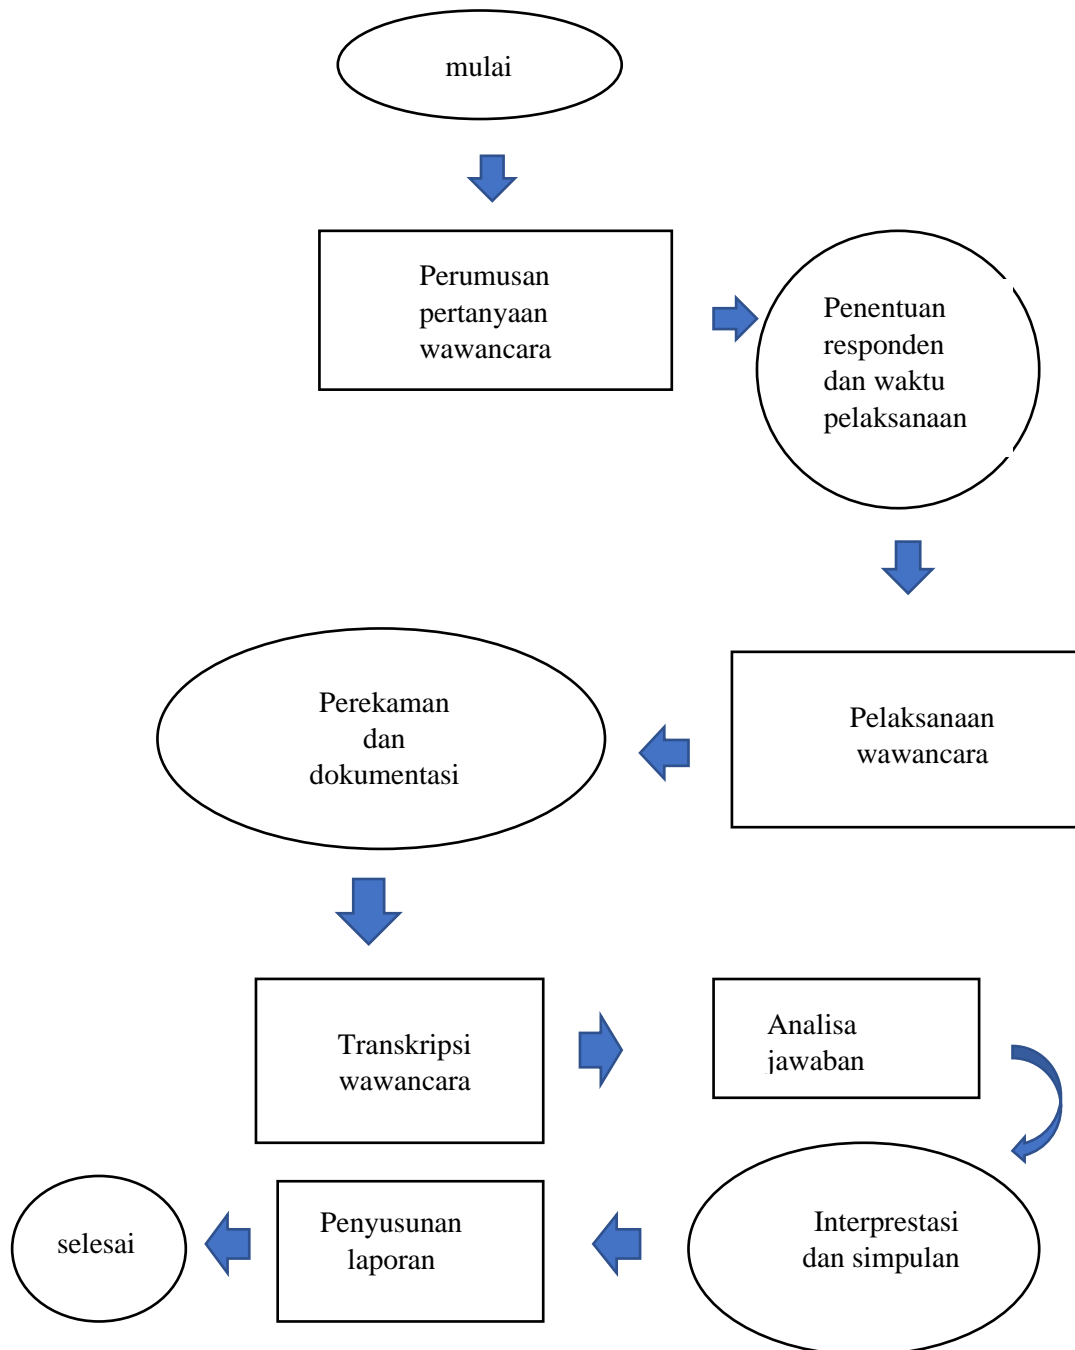 mulai
Perumusan
pertanyaan
wawancara
Penentuan
responden
dan waktu
pelaksanaan
Pelaksanaan
wawancara
Perekaman
dan
dokumentasi
Transkripsi
wawancara
Analisa
jawaban
Interprestasi
dan simpulan
Penyusunan
laporan
selesai